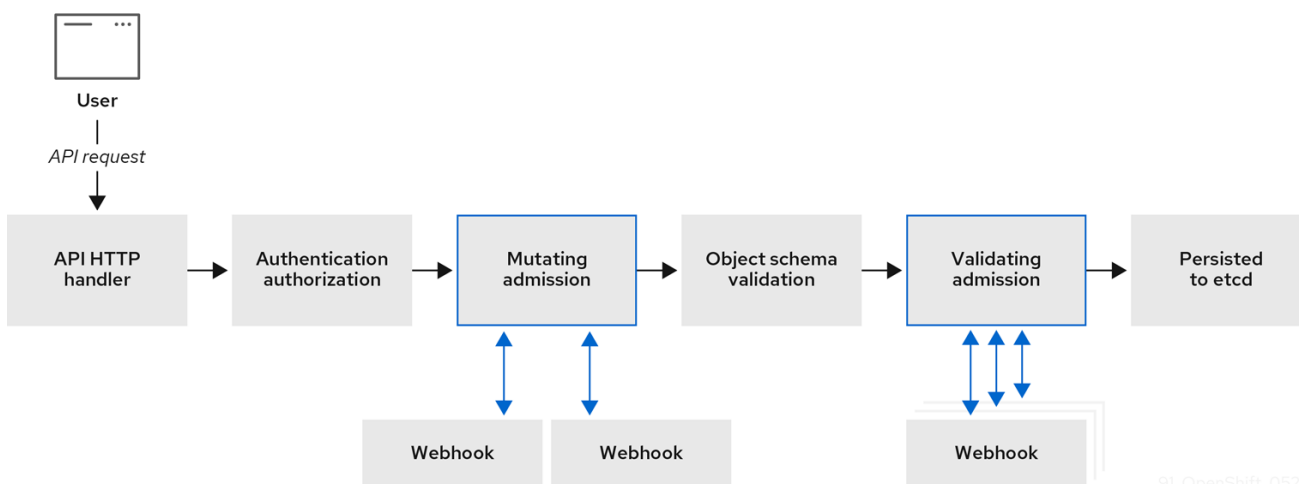 User
API request
API HTTP
handler
Authentication
authorization
Mutating
admission
Object schema
validation
Validating
admission
Persisted
to etcd
Webhook
Webhook
Webhook